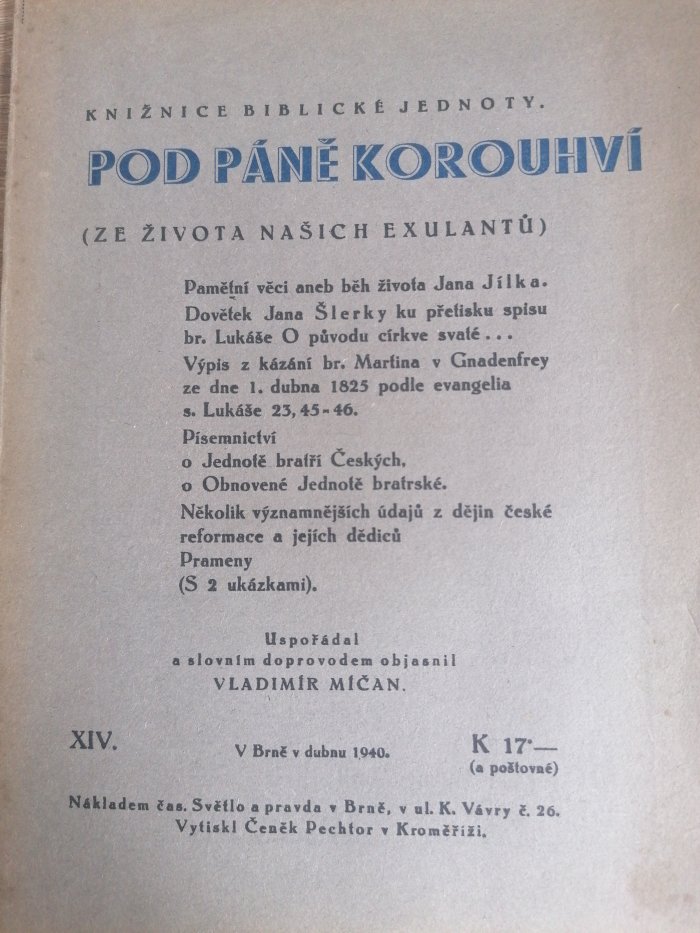 KNIŽNICE BIBLICKÉ JEDNOTY.
POD PÁNĚ KOROUHVÍ
(ZE ŽIVOTA NAŠICH EXULANTŮ)
Pamětní věci aneb běh života Jana Jílka.
Dovětek Jana Šlerky ku přetisku spisu
br. Lukáše O původu církve svaté...
Výpis z kázání br. Martina v Gnadenfrey
ze dne 1. dubna 1825 podle evangelia
s. Lukáše 23,45-46.
Písemnictví
o Jednotě bratří Českých,
o Obnovené Jednotě bratrské.
Několik významnějších údajů z dějin české
reformace a jejích dědiců
Prameny
(S 2 ukázkami).
Uspořádal
a slovním doprovodem objasnil
VLADIMÍR MÍČAN.
XIV.
V Brně v dubnu 1940.
K 17·—
(a poštovné)
Nákladem čas. Světlo a pravda v Brně, v ul. K. Vávry č. 26.
Vytiskl Čeněk Pechtor v Kroměříži.